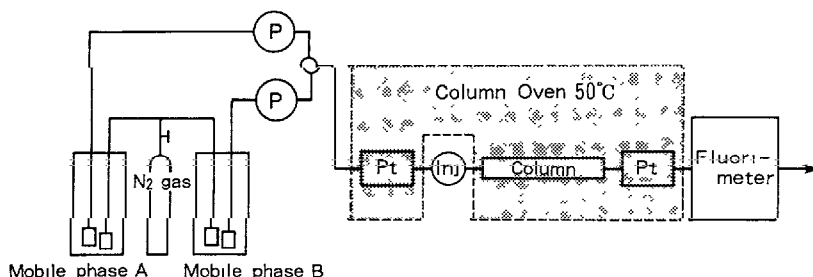 P
P
Column Oven 50℃
Pt
Inj
Column
Pt
Fluori-
meter
N2 gas
Mobile phase A
Mobile phase B